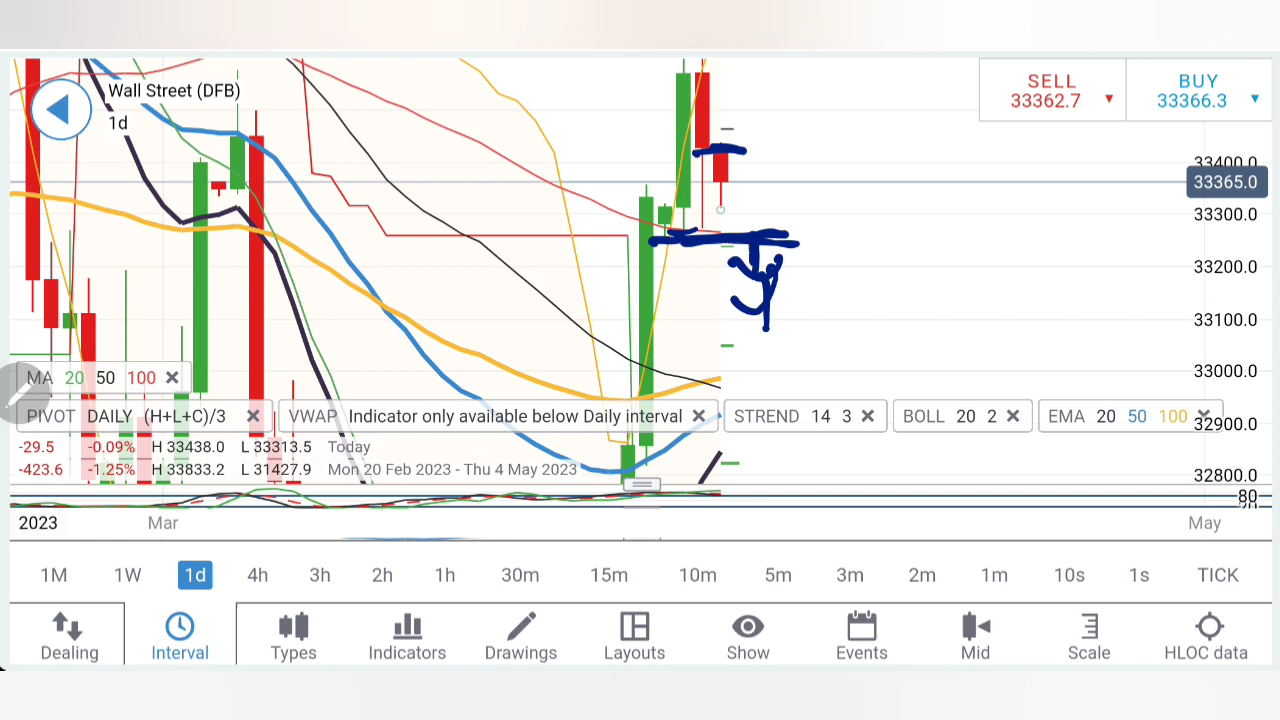 Wall Street (DFB)
1d
SELL
33362.7
BUY
33366.3
33400.0
33365.0
33300.0
33200.0
33100.0
33000.0
32900.0
32800.0
MA 20 50 100
PIVOT DAILY (H+L+C)/3
VWAP Indicator only available below Daily interval
STREND 14 3
BOLL 20 2
EMA 20 50 100
-29.5 -0.09% H 33438.0 L 33313.5 Today
-423.6 -1.25% H 33833.2 L 31427.9 Mon 20 Feb 2023 - Thu 4 May 2023
80
20
2023 Mar May
1M 1W 1d 4h 3h 2h 1h 30m 15m 10m 5m 3m 2m 1m 10s 1s TICK
Dealing Interval Types Indicators Drawings Layouts Show Events Mid Scale HLOC data